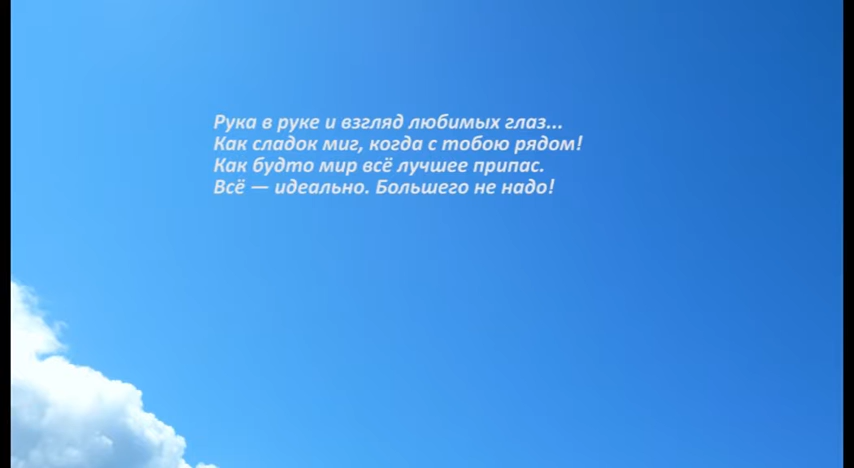 Рука в руке и взгляд любимых глаз...
Как сладок миг, когда с тобою рядом!
Как будто мир всё лучшее припас.
Всё — идеально. Большего не надо!